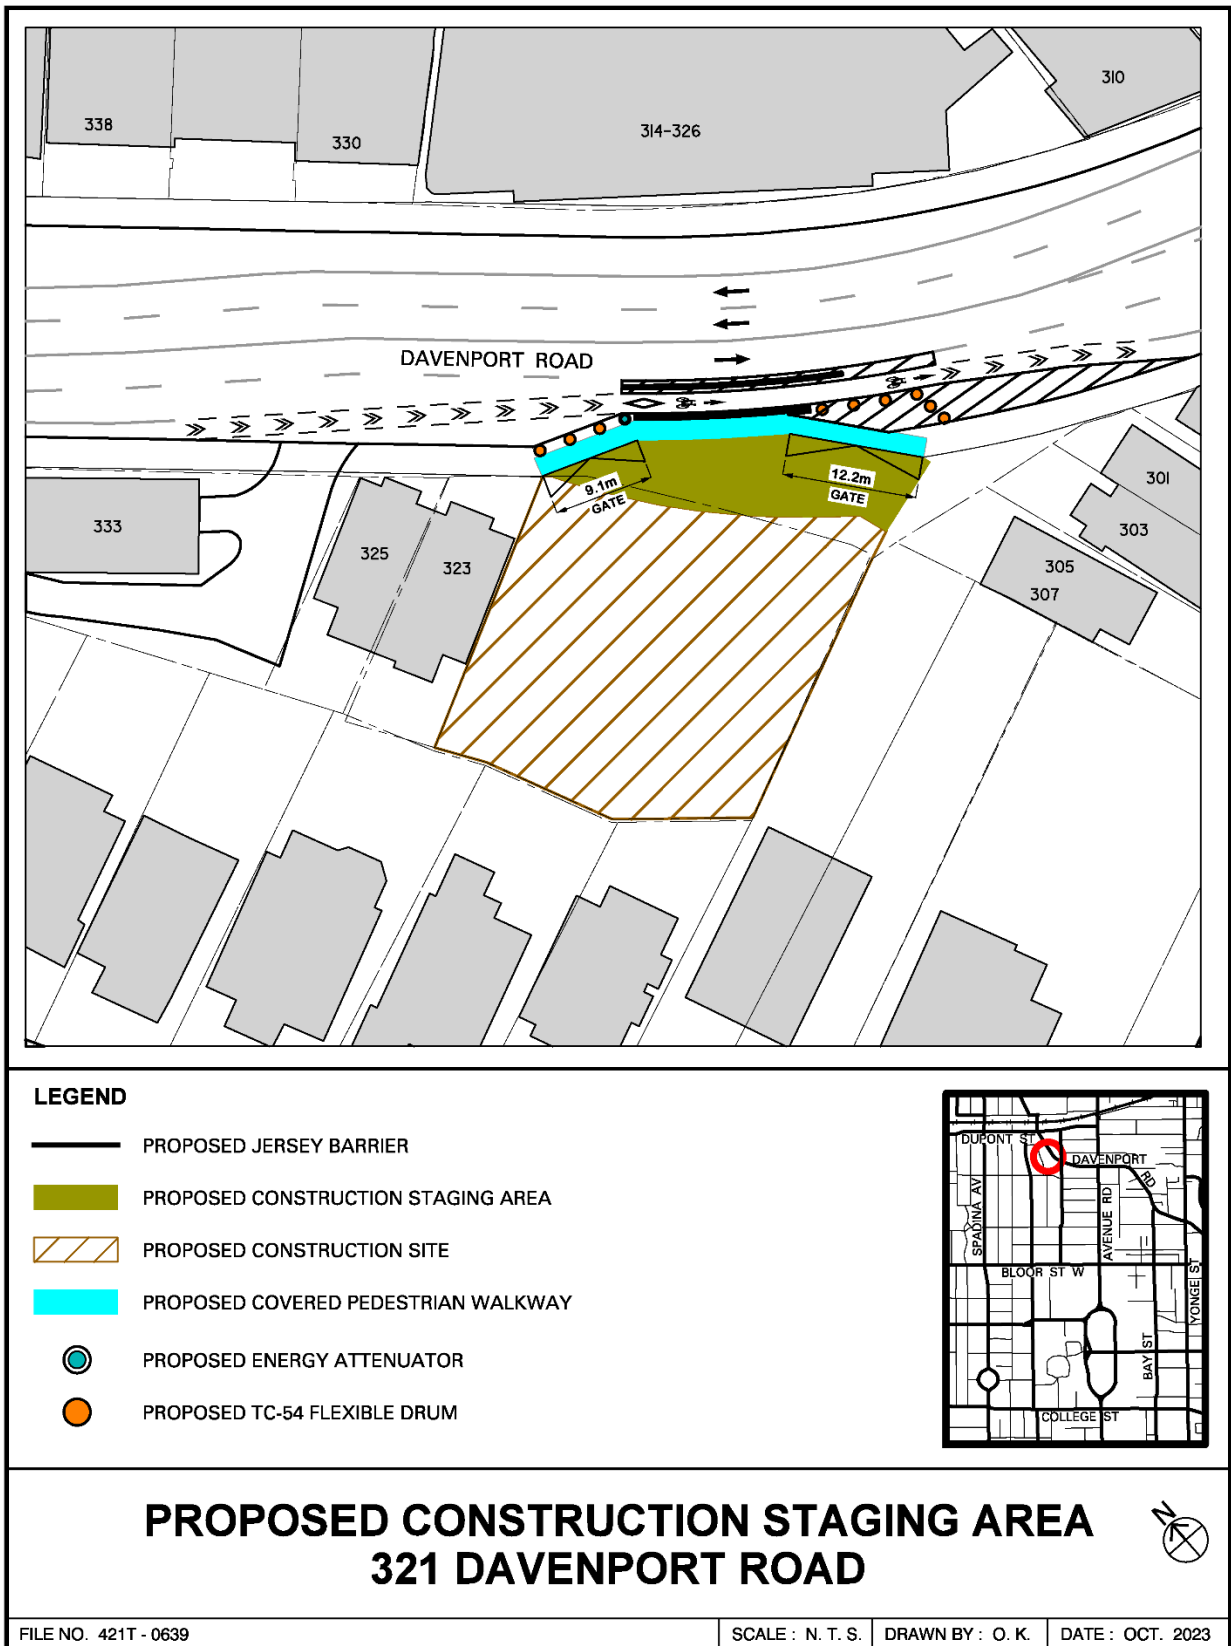 338
330
314-326
310
DAVENPORT ROAD
9.1m
GATE
12.2m
GATE
333
325
323
301
303
305
307
LEGEND
PROPOSED JERSEY BARRIER
PROPOSED CONSTRUCTION STAGING AREA
PROPOSED CONSTRUCTION SITE
PROPOSED COVERED PEDESTRIAN WALKWAY
PROPOSED ENERGY ATTENUATOR
PROPOSED TC-54 FLEXIBLE DRUM
DUPONT ST
DAVENPORT
RD
SPADINA AV
AVENUE RD
BLOOR ST W
YONGE ST
BAY ST
COLLEGE ST
PROPOSED CONSTRUCTION STAGING AREA
321 DAVENPORT ROAD
N
FILE NO. 421T - 0639
SCALE : N. T. S.
DRAWN BY : O. K.
DATE : OCT. 2023